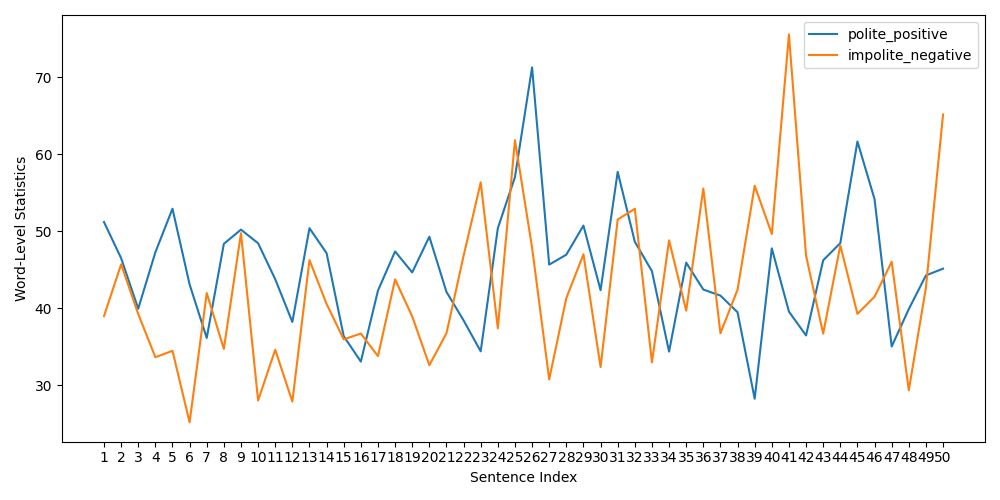 polite_positive
impolite_negative
Word-Level Statistics
70
60
50
40
30
1 2 3 4 5 6 7 8 9 10 11 12 13 14 15 16 17 18 19 20 21 22 23 24 25 26 27 28 29 30 31 32 33 34 35 36 37 38 39 40 41 42 43 44 45 46 47 48 49 50
Sentence Index